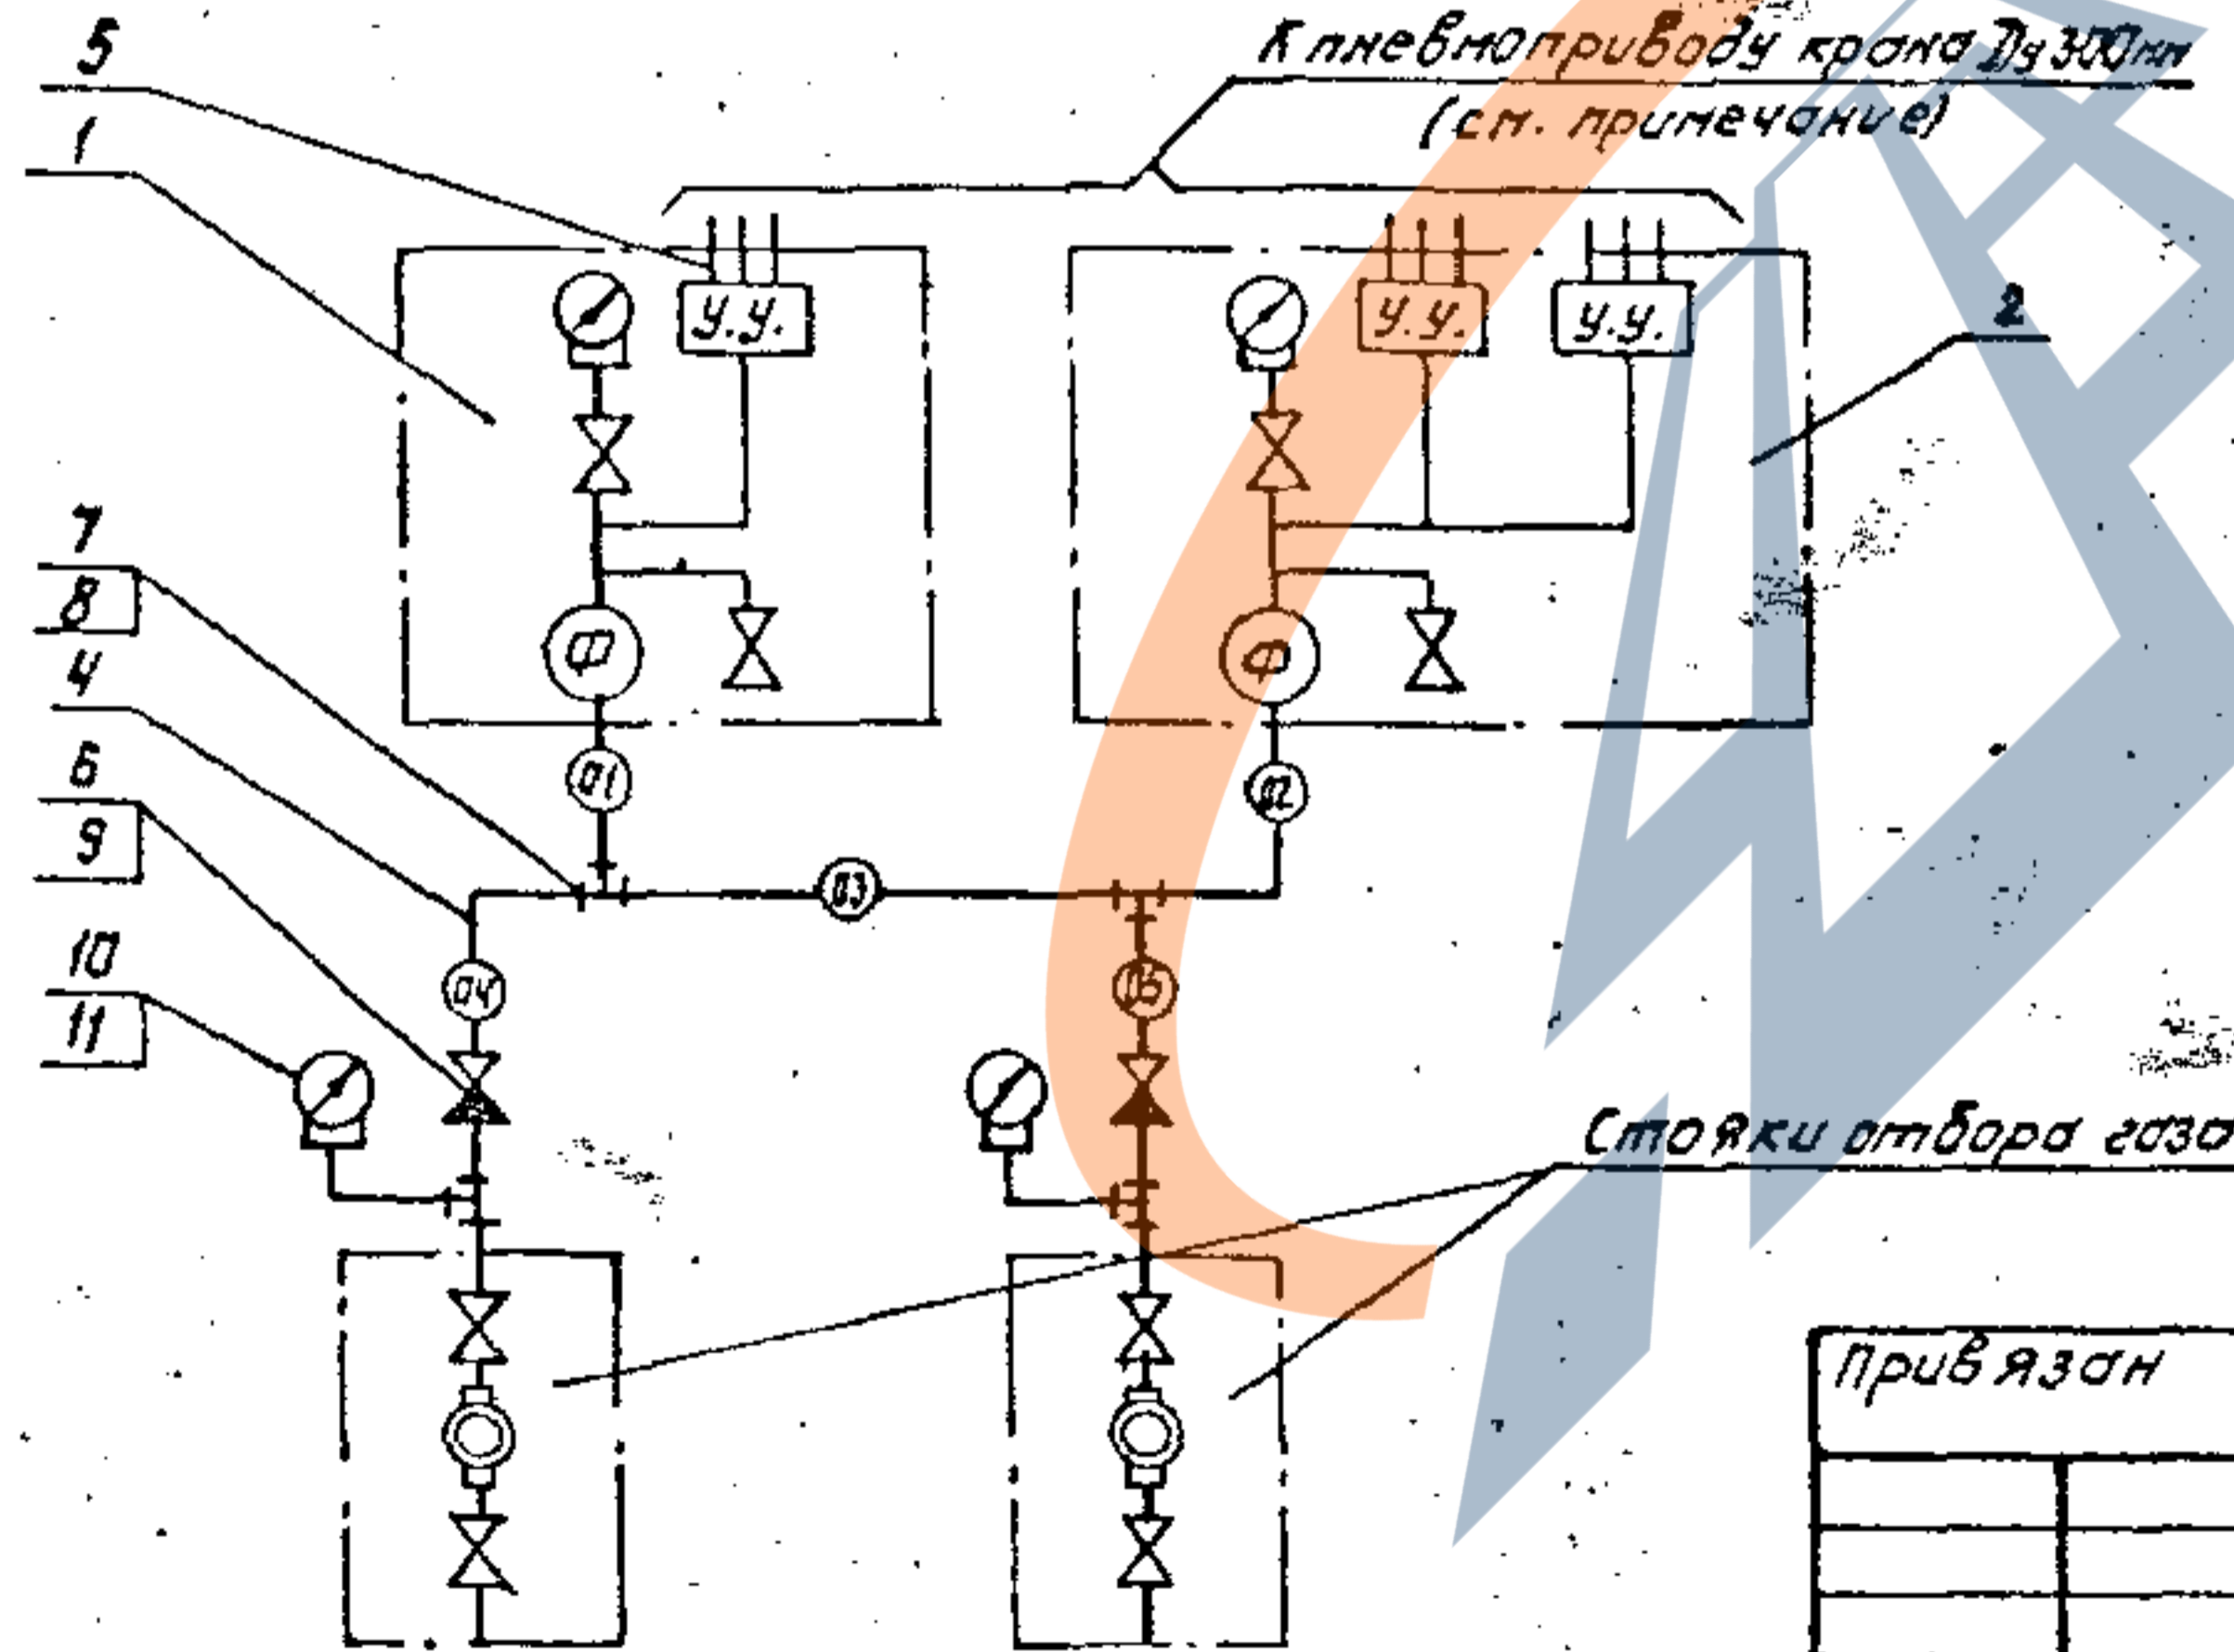 5
К пневмоприводу крана Ду 300мм
(см. примечание)
1
У.У.
У.У.
У.У.
2
7
8
Ф
Ф
4
6
01
02
9
03
10
04
11
Стояки отбора газа
Привязан